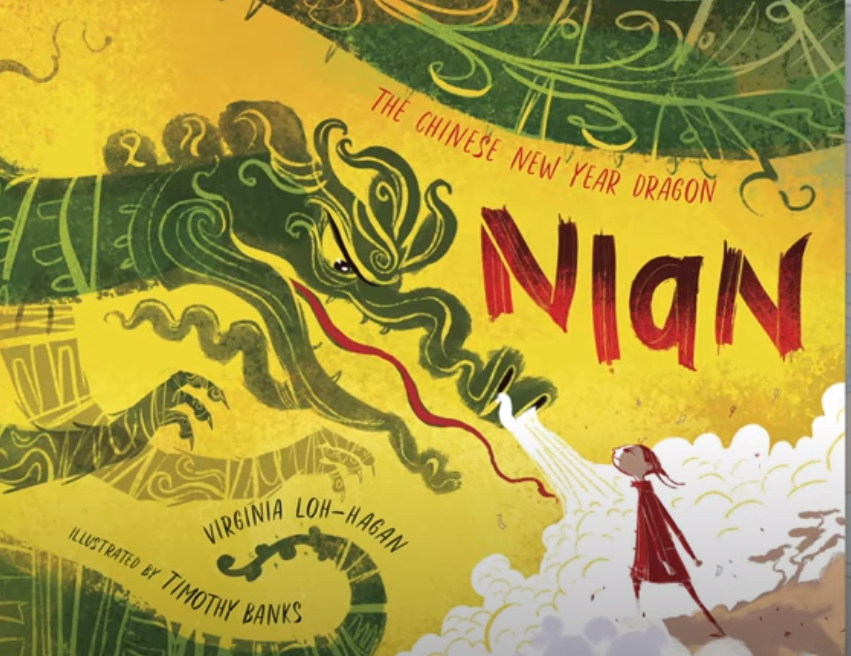 THE CHINESE NEW YEAR DRAGON
NIaN
VIRGINIA LOH-HAGAN
ILLUSTRATED BY TIMOTHY BANKS